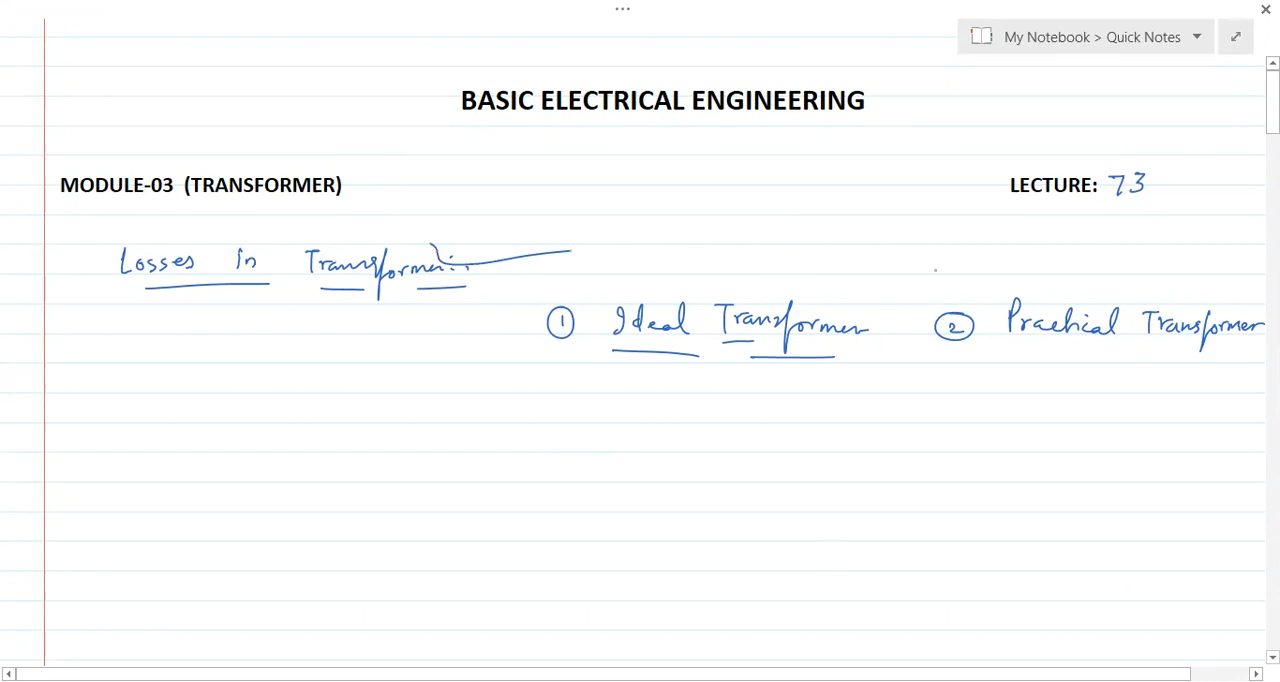 My Notebook > Quick Notes
BASIC ELECTRICAL ENGINEERING
MODULE-03 (TRANSFORMER) LECTURE: 73
Losses in Transformer:
① Ideal Transformer ② Practical Transformer